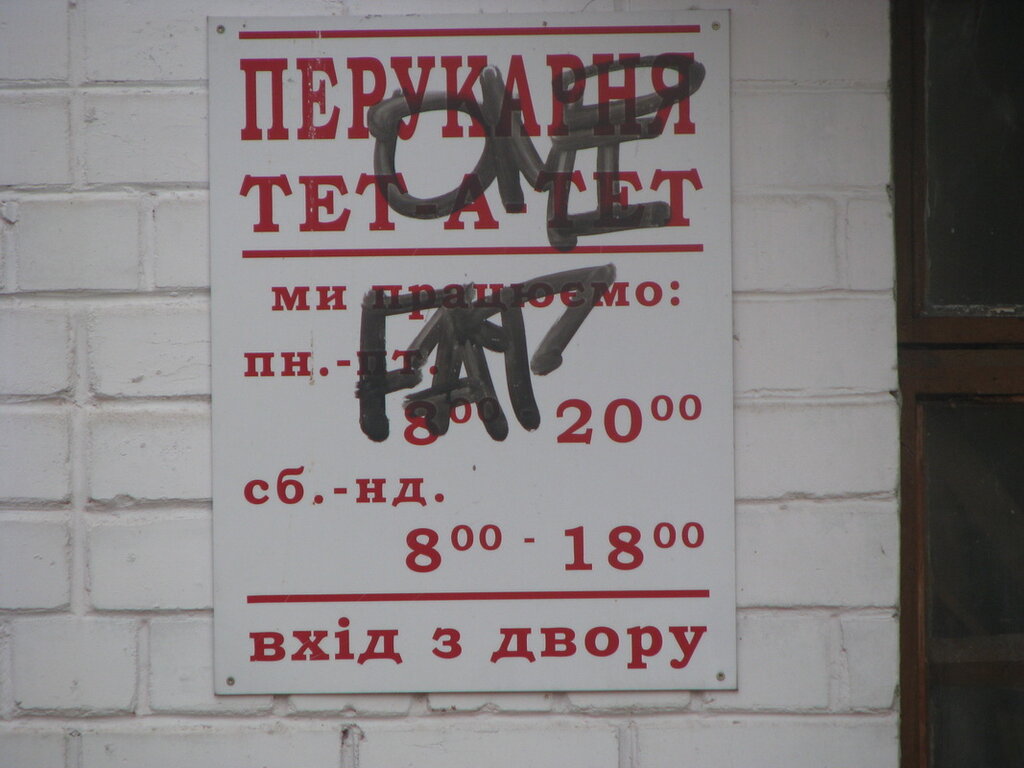 ПЕРУКАРНЯ
ТЕТ-А-ТЕТ
ми працюємо:
пн.-пт.
8⁰⁰ 20⁰⁰
сб.-нд.
8⁰⁰ - 18⁰⁰
вхід з двору